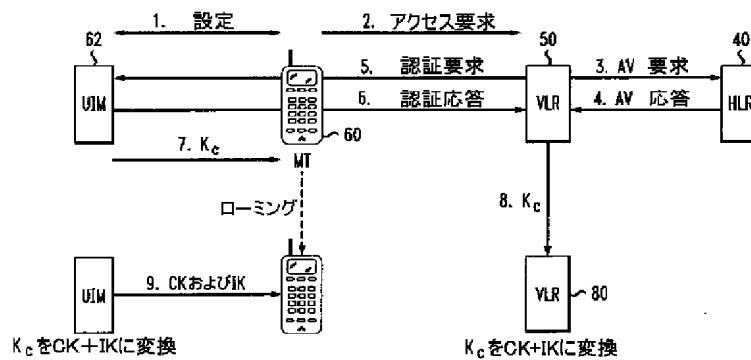 1. 設定
2. アクセス要求
62
50
40
5. 認証要求
3. AV 要求
UIM
6. 認証応答
VLR
4. AV 応答
HLR
60
7. Kc
MT
8. Kc
ローミング
UIM
9. CKおよびIK
VLR
80
KcをCK+IKに変換
KcをCK+IKに変換